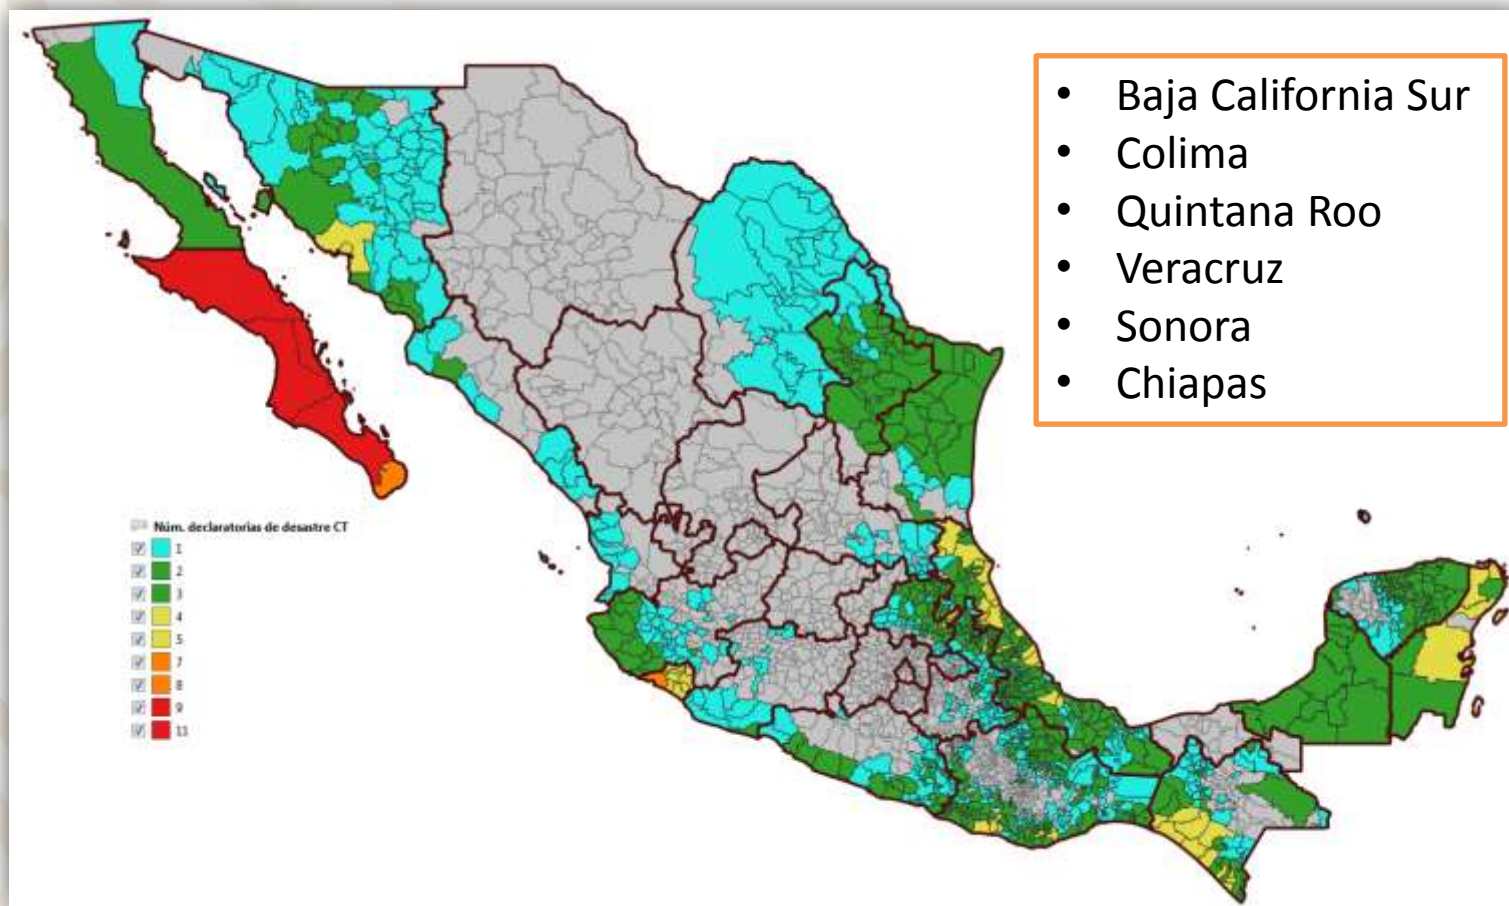 • Baja California Sur
• Colima
• Quintana Roo
• Veracruz
• Sonora
• Chiapas
Núm. declaratorias de desastre CT
1
2
3
4
5
7
8
9
11